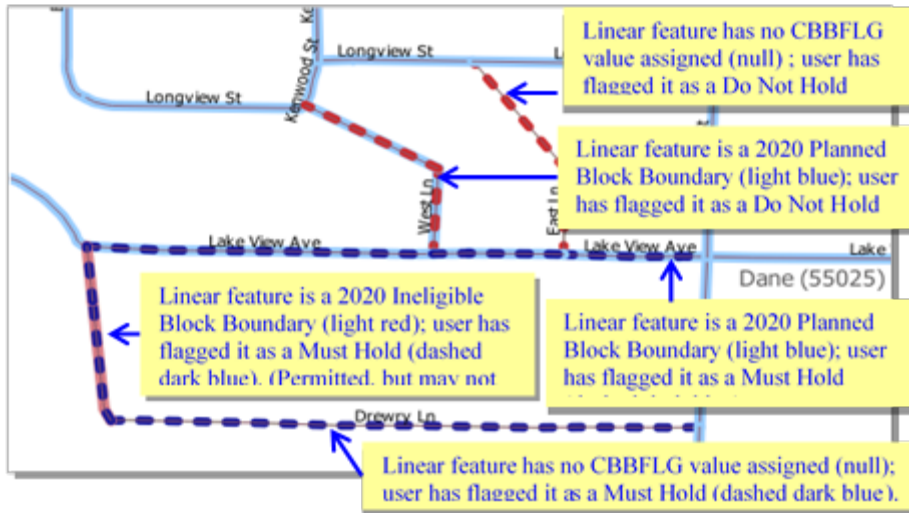 Linear feature has no CBBFLG
value assigned (null) ; user has
flagged it as a Do Not Hold
Longview St
Longview St
Kenwood St
Linear feature is a 2020 Planned
Block Boundary (light blue); user
has flagged it as a Do Not Hold
West Ln
East Ln
Lake View Ave
Lake View Ave
Lake
Dane (55025)
Linear feature is a 2020 Ineligible
Block Boundary (light red); user has
flagged it as a Must Hold (dashed
dark blue). (Permitted, but may not
Linear feature is a 2020 Planned
Block Boundary (light blue); user
has flagged it as a Must Hold
Drewry Ln
Linear feature has no CBBFLG value assigned (null);
user has flagged it as a Must Hold (dashed dark blue).